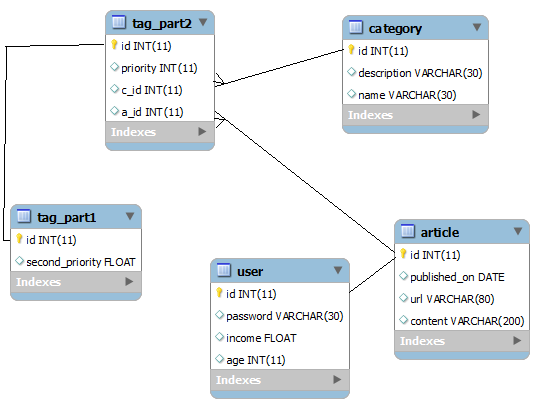 tag_part2
id INT(11)
priority INT(11)
c_id INT(11)
a_id INT(11)
Indexes
category
id INT(11)
description VARCHAR(30)
name VARCHAR(30)
Indexes
tag_part1
id INT(11)
second_priority FLOAT
Indexes
user
id INT(11)
password VARCHAR(30)
income FLOAT
age INT(11)
Indexes
article
id INT(11)
published_on DATE
url VARCHAR(80)
content VARCHAR(200)
Indexes